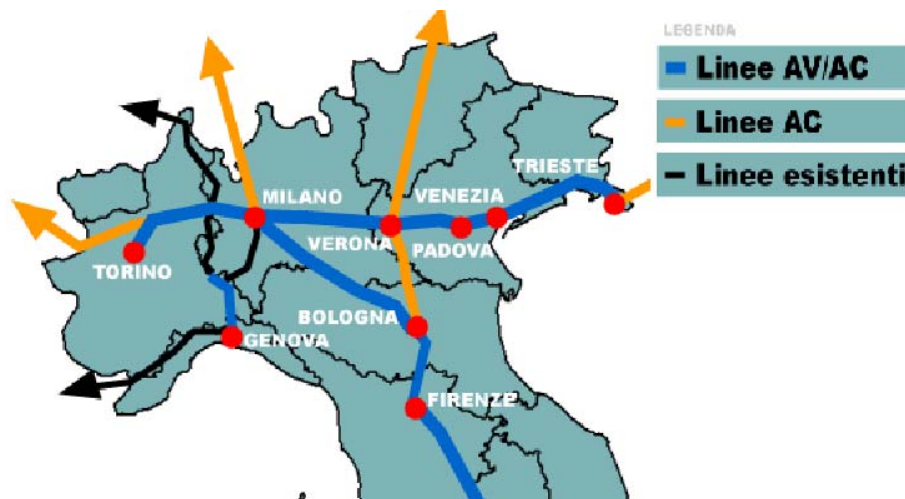 LEGENDA
Linee AV/AC
Linee AC
Linee esistenti
TRIESTE
MILANO
VENEZIA
VERONA
PADOVA
TORINO
BOLOGNA
GENOVA
FIRENZE